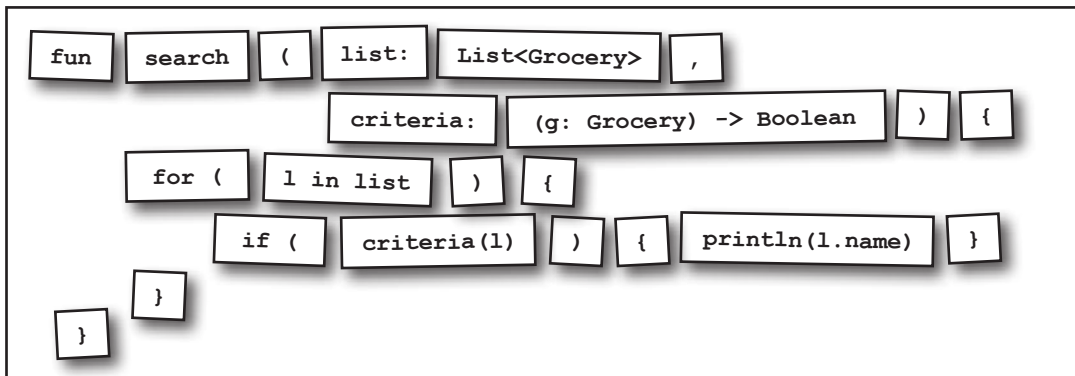 fun search ( list: List<Grocery> ,
criteria: (g: Grocery) -> Boolean ) {
for ( l in list ) {
if ( criteria(l) ) { println(l.name) }
}
}